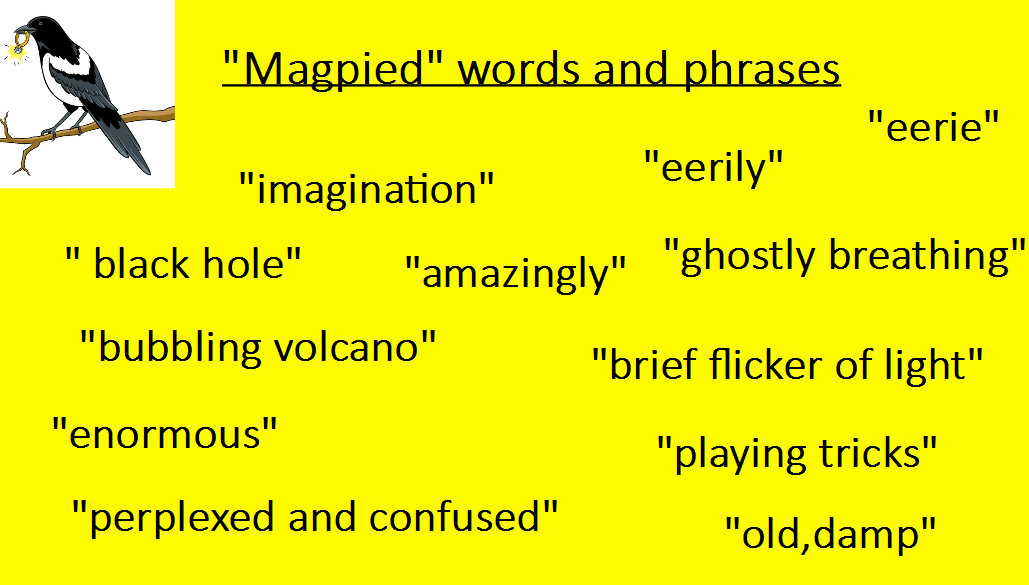 "Magpied" words and phrases
"eerie"
"eerily"
"imagination"
" black hole"
"amazingly"
"ghostly breathing"
"bubbling volcano"
"brief flicker of light"
"enormous"
"playing tricks"
"perplexed and confused"
"old,damp"